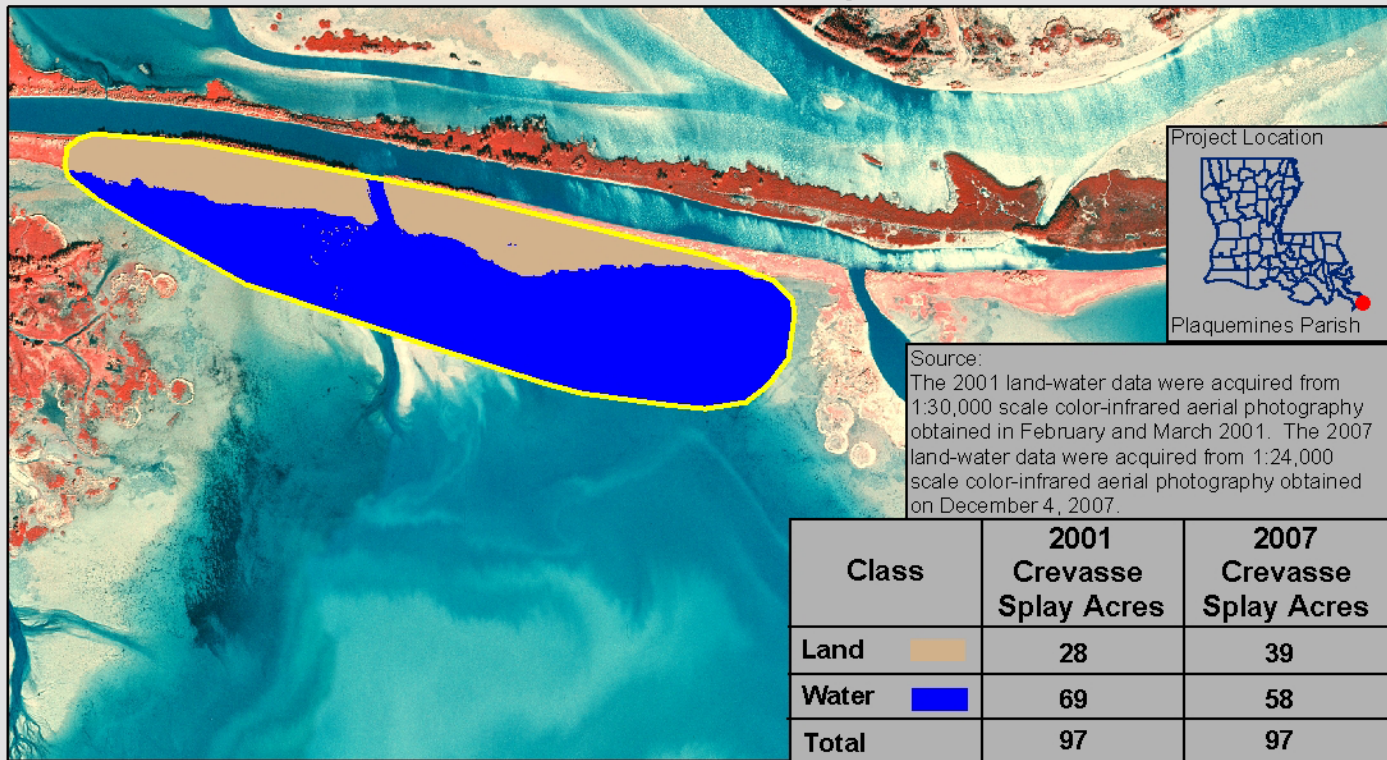 Project Location
Plaquemines Parish
Source:
The 2001 land-water data were acquired from
1:30,000 scale color-infrared aerial photography
obtained in February and March 2001. The 2007
land-water data were acquired from 1:24,000
scale color-infrared aerial photography obtained
on December 4, 2007.
Class
2001
Crevasse
Splay Acres
2007
Crevasse
Splay Acres
Land 28 39
Water 69 58
Total 97 97